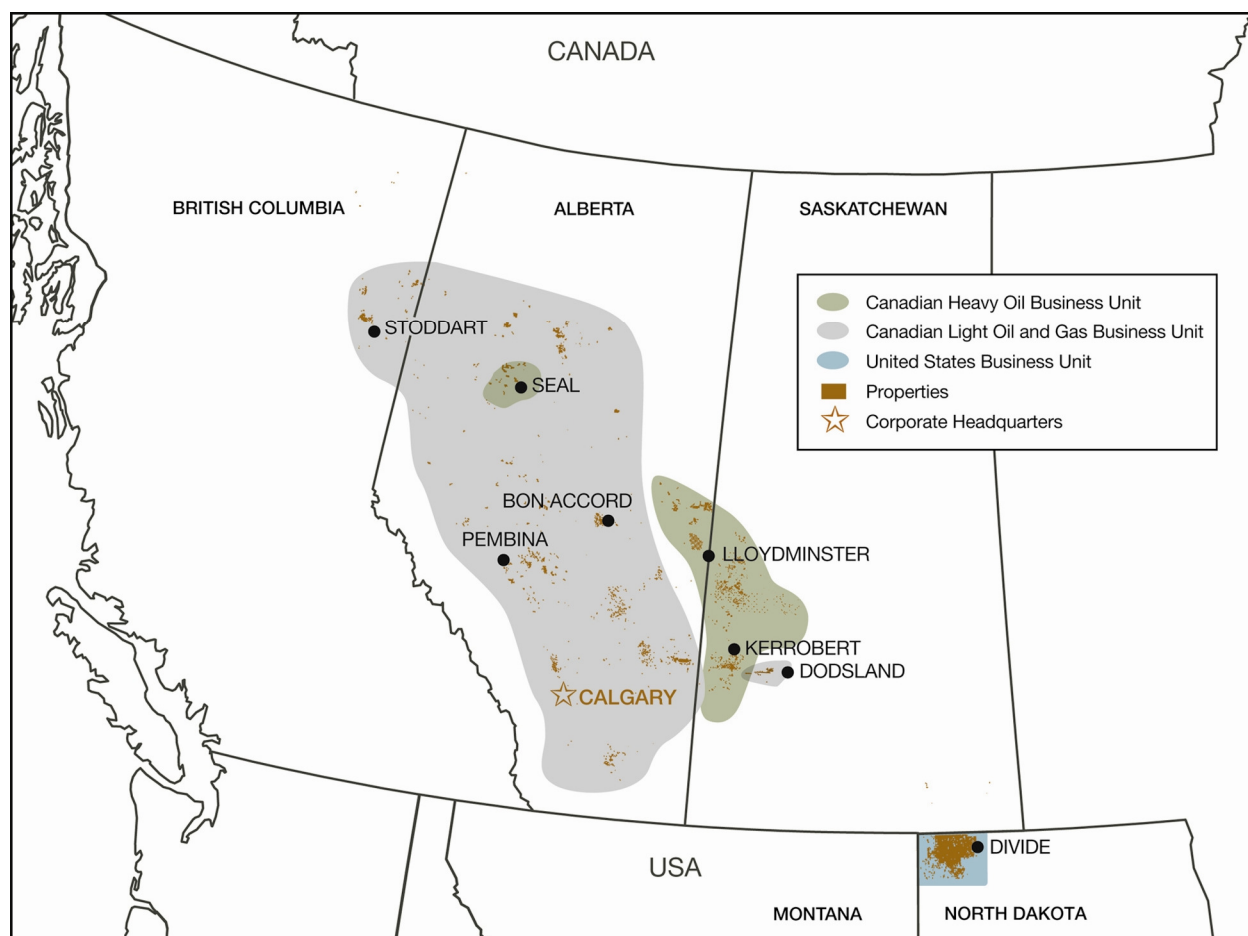 CANADA
BRITISH COLUMBIA
ALBERTA
SASKATCHEWAN
Canadian Heavy Oil Business Unit
Canadian Light Oil and Gas Business Unit
United States Business Unit
Properties
Corporate Headquarters
STODDART
SEAL
BON ACCORD
PEMBINA
LLOYDMINSTER
KERROBERT
DODSLAND
CALGARY
DIVIDE
USA
MONTANA
NORTH DAKOTA